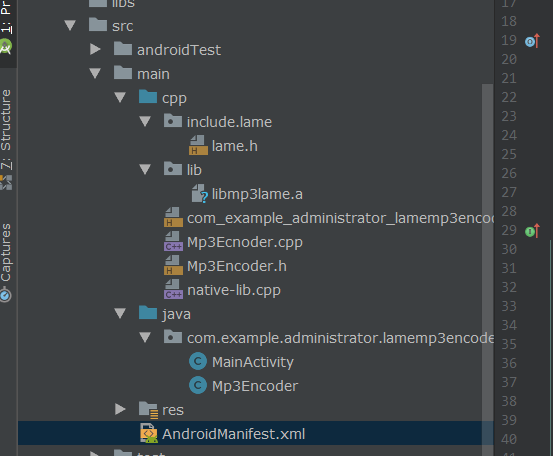 libs
src
androidTest
main
cpp
include.lame
lame.h
lib
libmp3lame.a
com_example_administrator_lamemp3enco
Mp3Ecnoder.cpp
Mp3Encoder.h
native-lib.cpp
java
com.example.administrator.lamemp3encode
MainActivity
Mp3Encoder
res
AndroidManifest.xml
1: Pr
Z: Structure
Captures
17
18
19
20
21
22
23
24
25
26
27
28
29
30
31
32
33
34
35
36
37
38
39
40